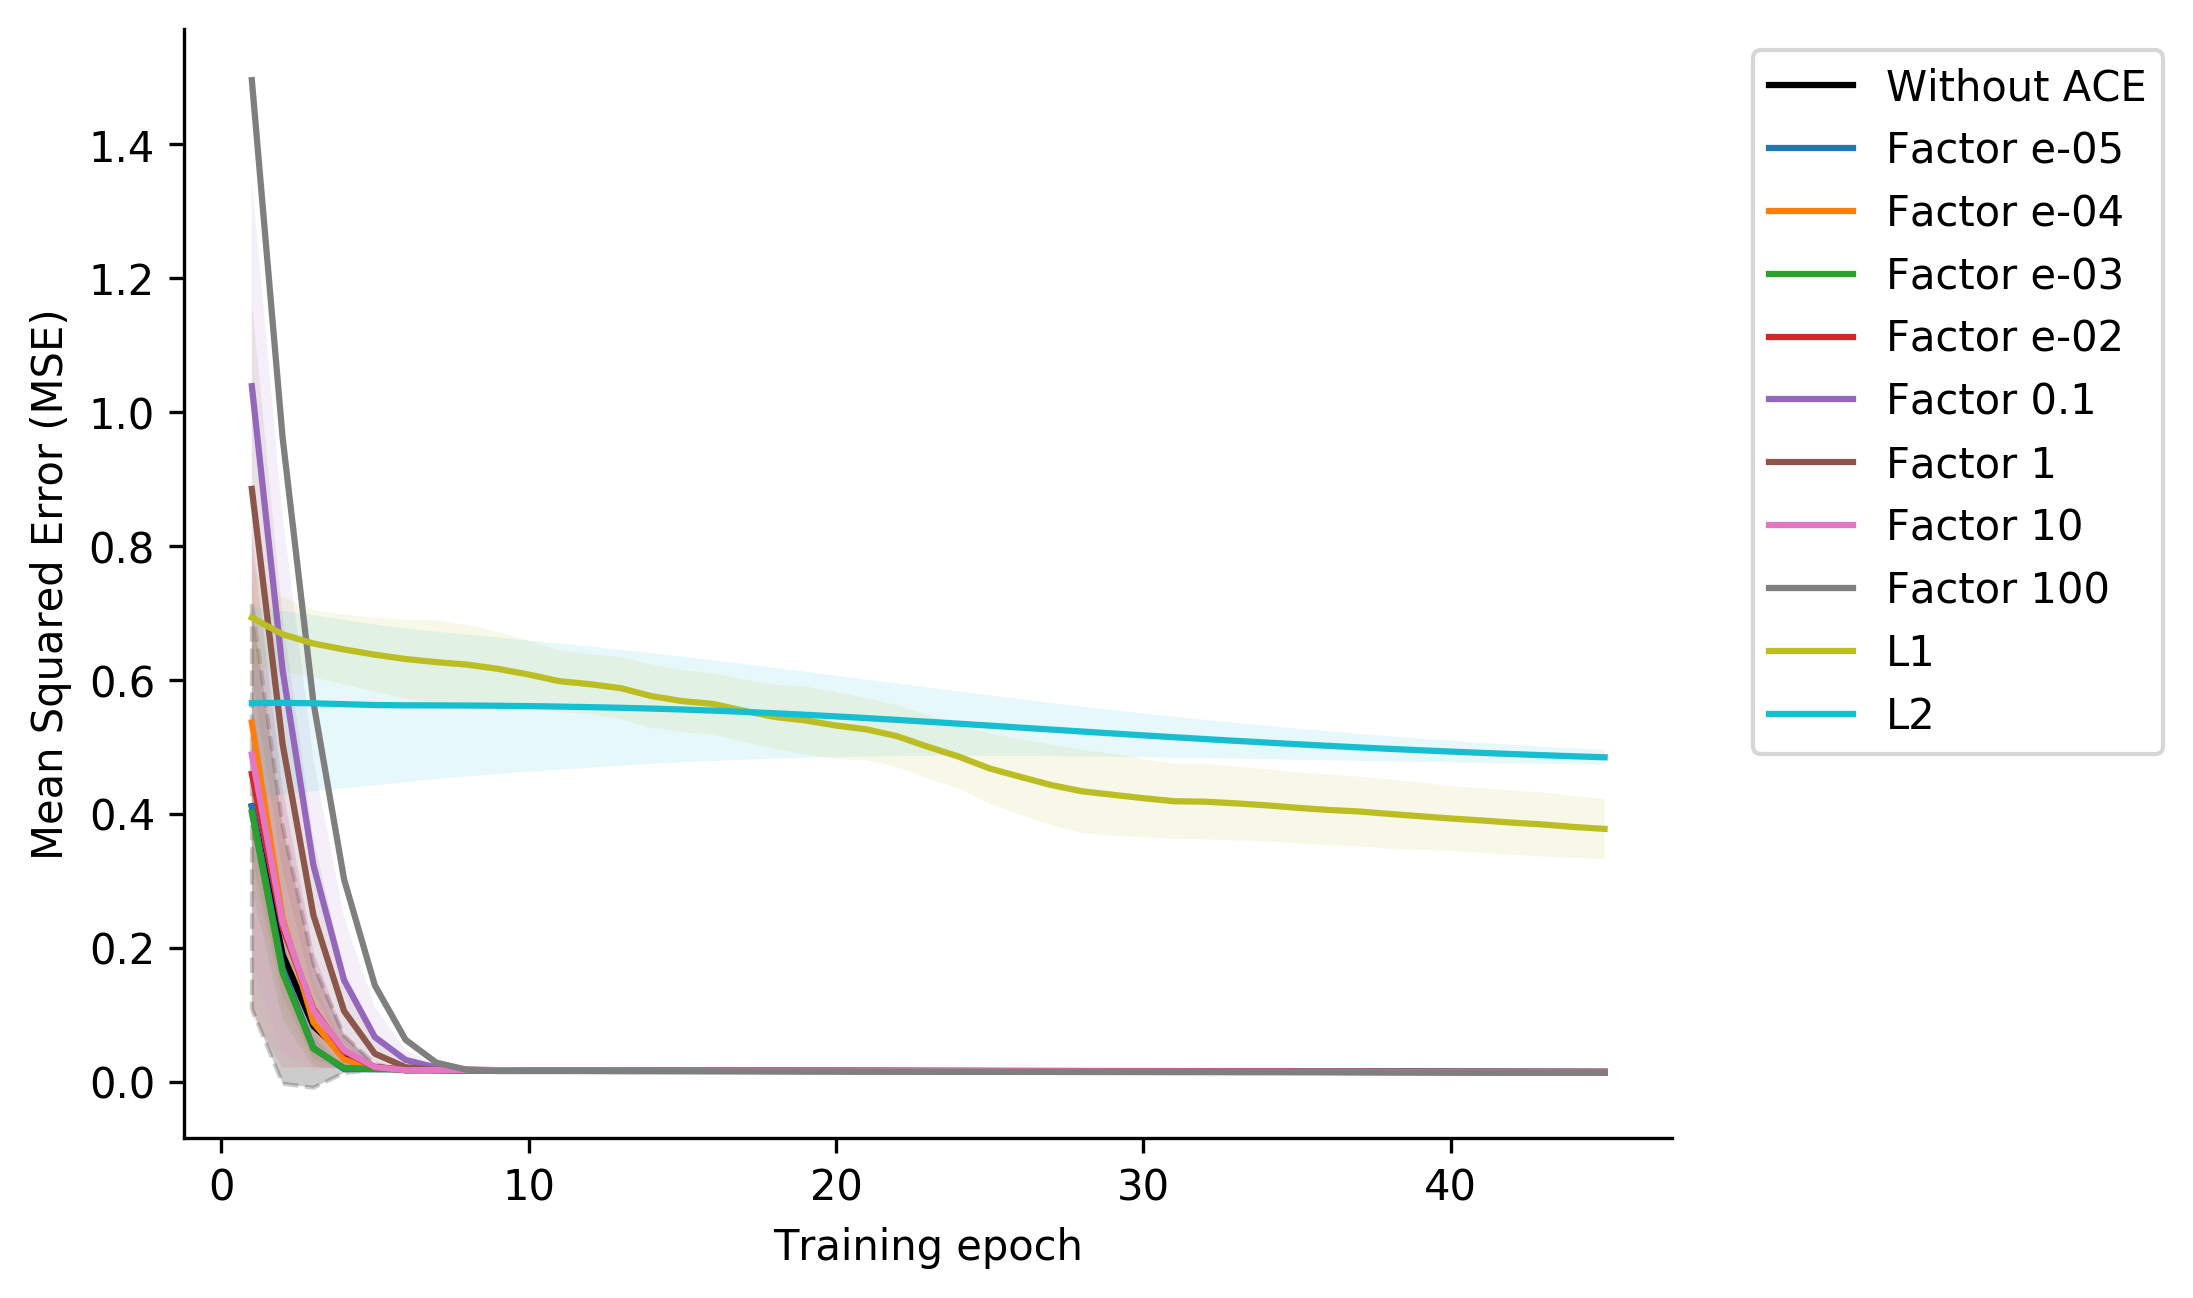 Mean Squared Error (MSE)
1.4
1.2
1.0
0.8
0.6
0.4
0.2
0.0
0
10
20
30
40
Training epoch
Without ACE
Factor e-05
Factor e-04
Factor e-03
Factor e-02
Factor 0.1
Factor 1
Factor 10
Factor 100
L1
L2